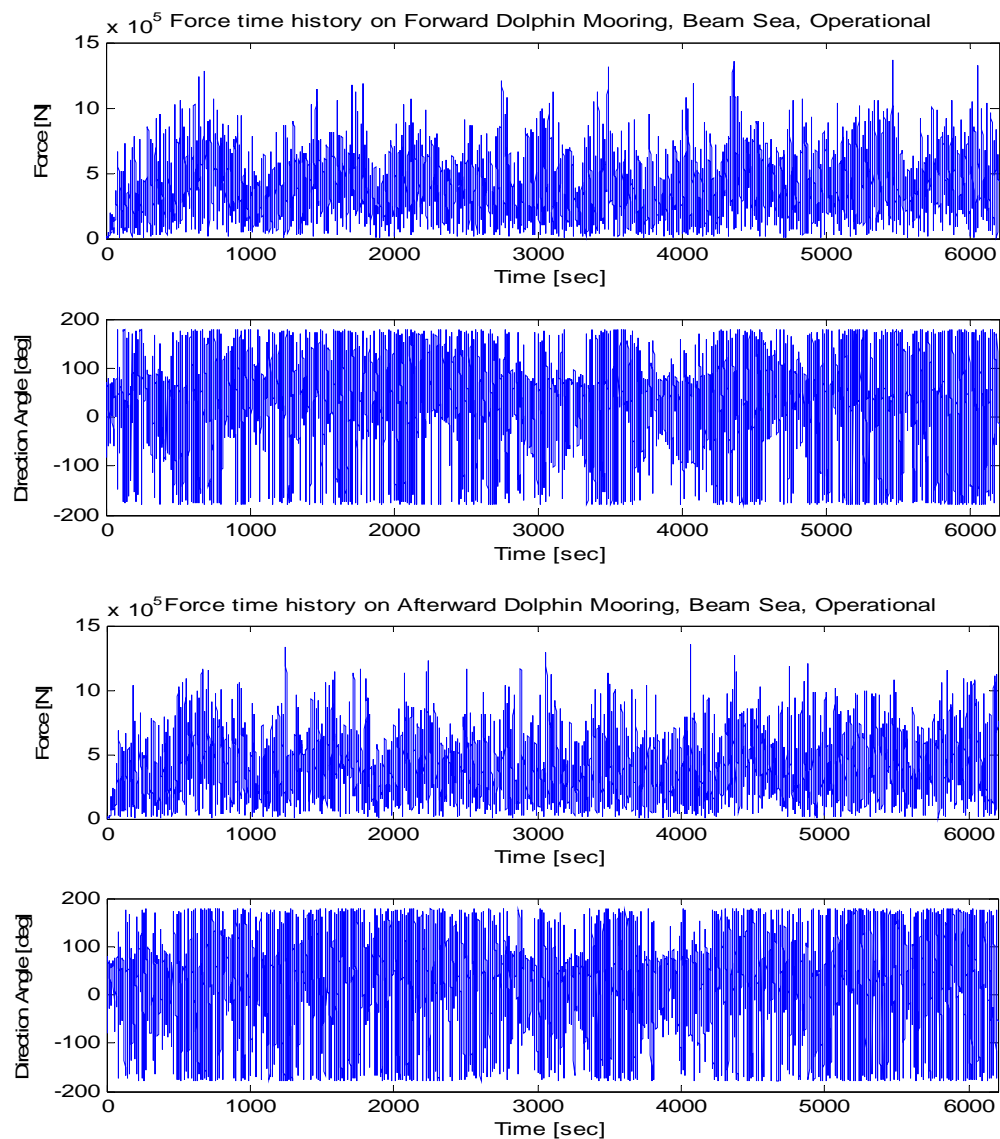 x 10^5 Force time history on Forward Dolphin Mooring, Beam Sea, Operational
15
10
5
0
Force [N]
0 1000 2000 3000 4000 5000 6000
Time [sec]
200
100
0
-100
-200
Direction Angle [deg]
0 1000 2000 3000 4000 5000 6000
Time [sec]
x 10^5 Force time history on Afterward Dolphin Mooring, Beam Sea, Operational
15
10
5
0
Force [N]
0 1000 2000 3000 4000 5000 6000
Time [sec]
200
100
0
-100
-200
Direction Angle [deg]
0 1000 2000 3000 4000 5000 6000
Time [sec]